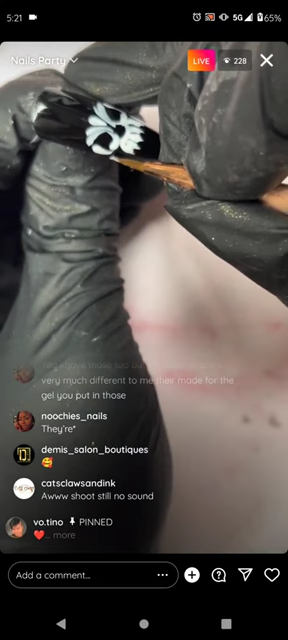 5:21
5G 65%
Nails Party
LIVE
228
very much different to me their made for the
gel you put in those
noochies_nails
They're*
demis_salon_boutiques
catsclawsandink
Awww shoot still no sound
vo.tino PINNED
... more
Add a comment...